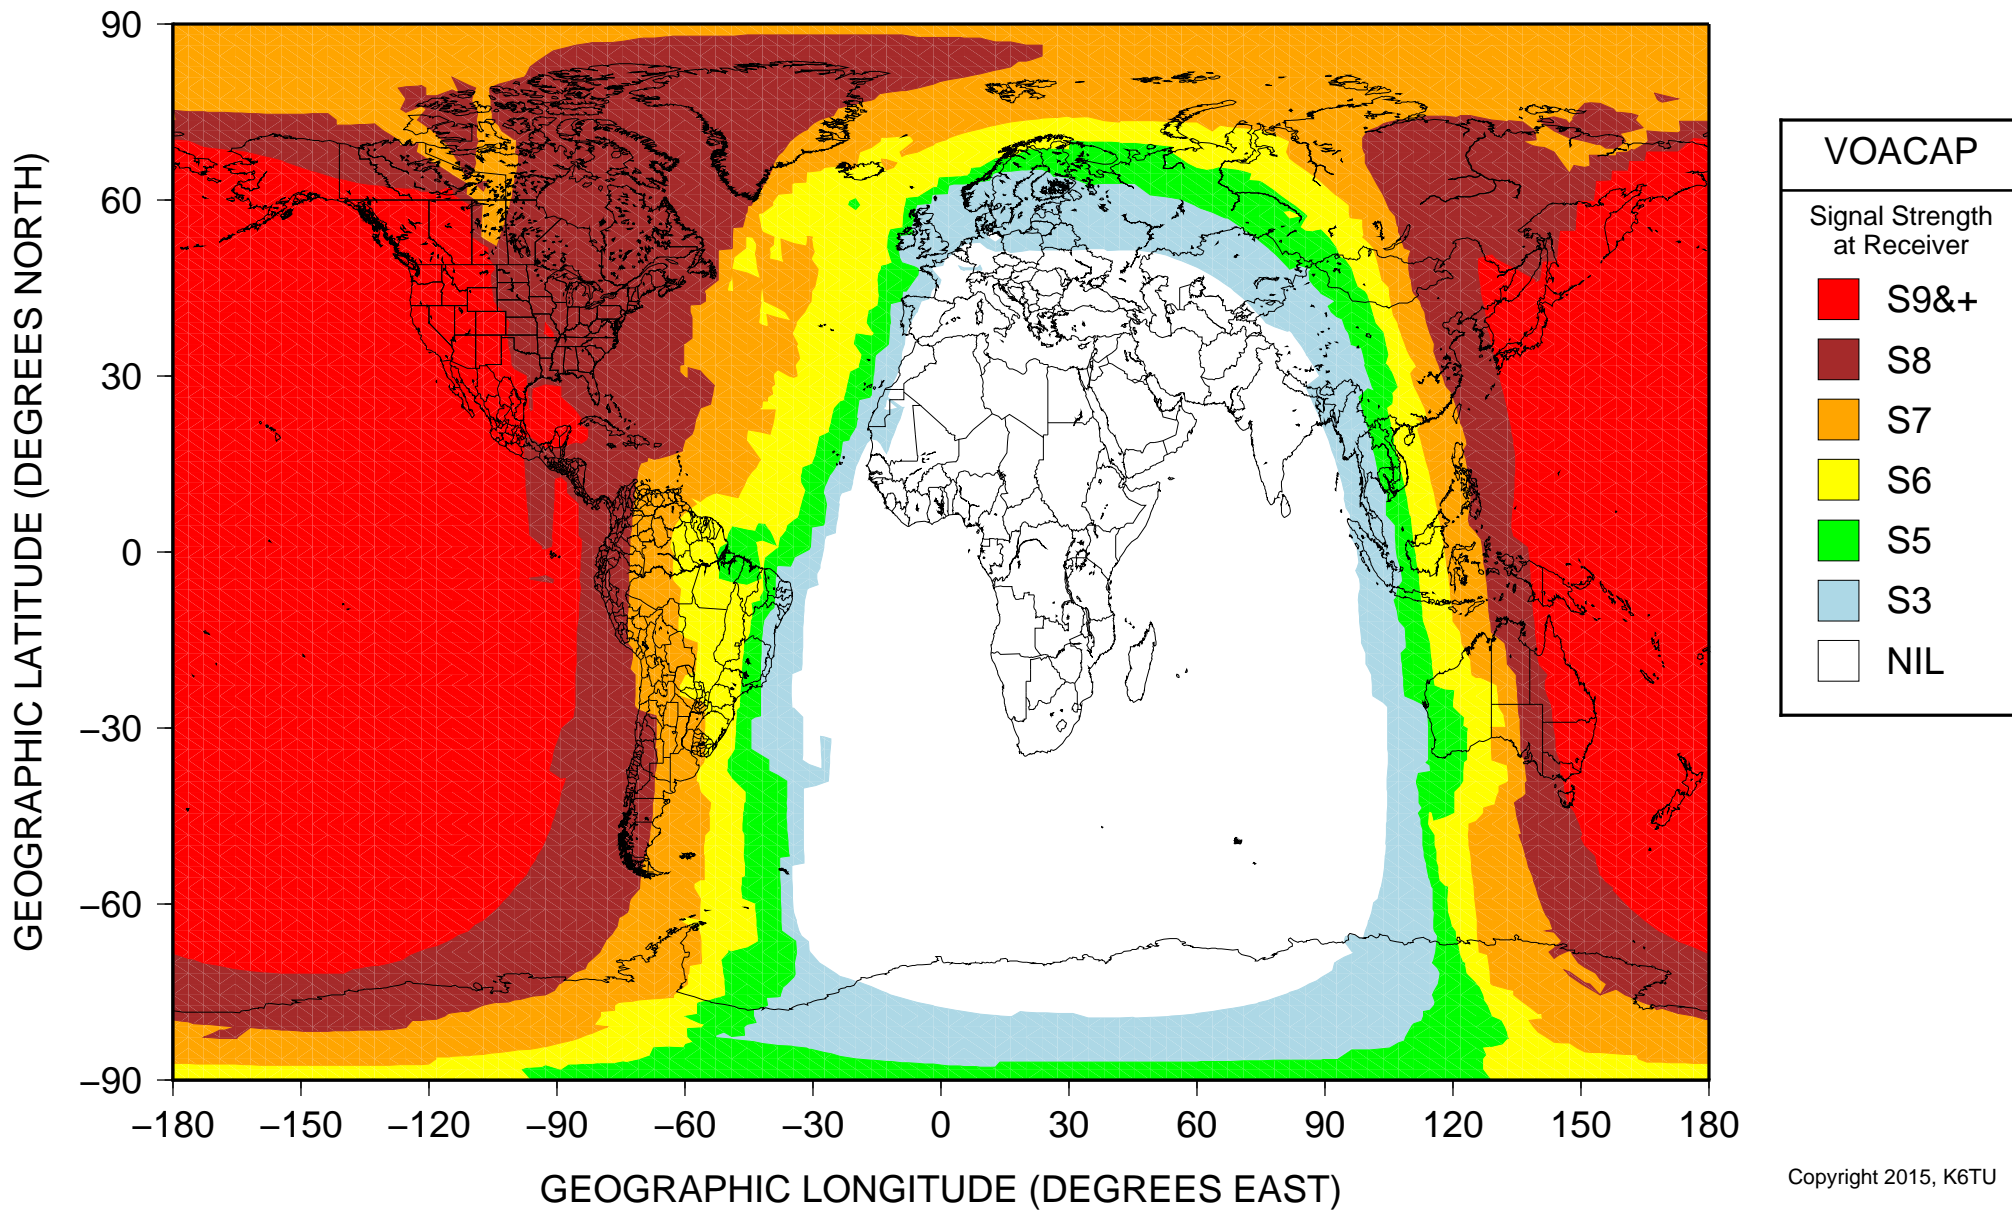 90
60
30
0
−30
−60
−90
GEOGRAPHIC LATITUDE (DEGREES NORTH)
−180 −150 −120 −90 −60 −30 0 30 60 90 120 150 180
GEOGRAPHIC LONGITUDE (DEGREES EAST)
VOACAP
Signal Strength
at Receiver
S9&+
S8
S7
S6
S5
S3
NIL
Copyright 2015, K6TU